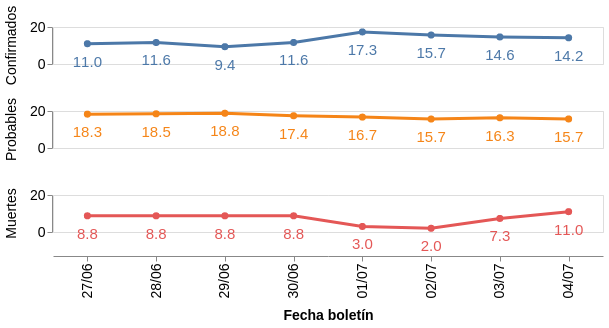 Confirmados
20
0
11.0 11.6 9.4 11.6 17.3 15.7 14.6 14.2
Probables
20
0
18.3 18.5 18.8 17.4 16.7 15.7 16.3 15.7
Muertes
20
0
8.8 8.8 8.8 8.8 3.0 2.0 7.3 11.0
27/06 28/06 29/06 30/06 01/07 02/07 03/07 04/07
Fecha boletín